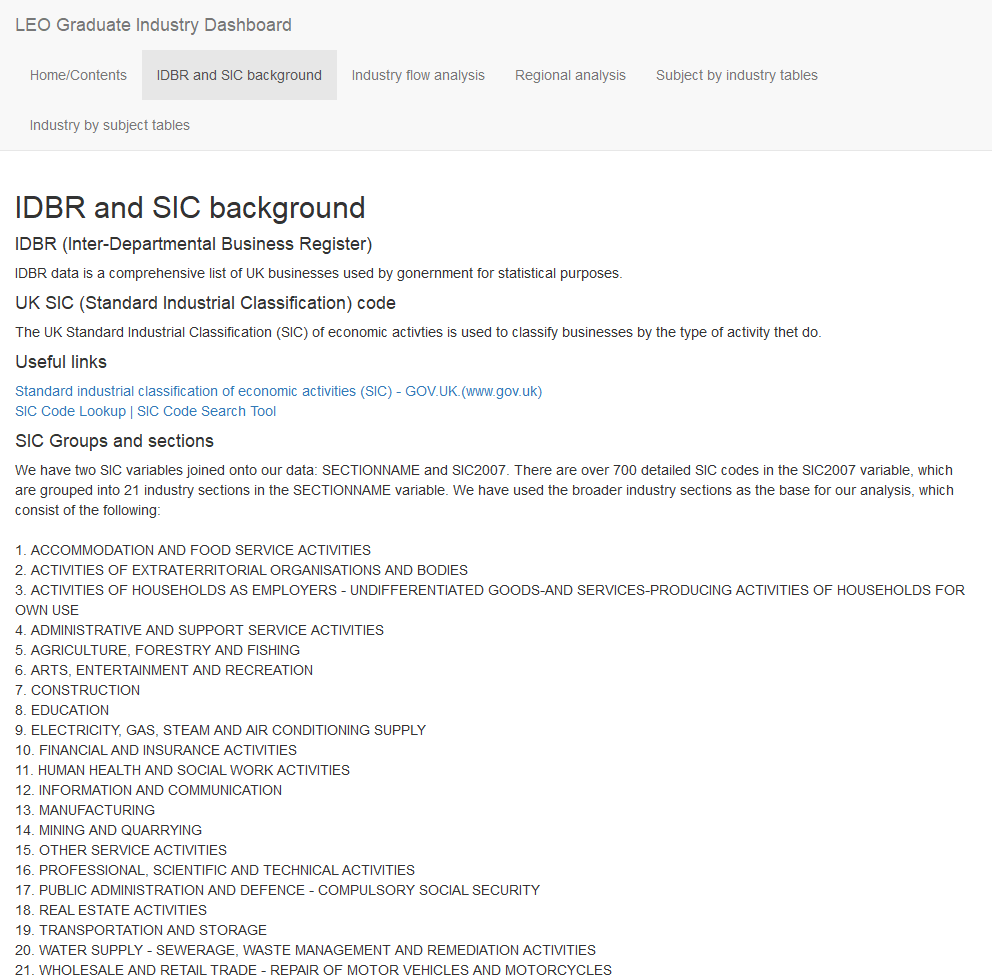 LEO Graduate Industry Dashboard
Home/Contents
IDBR and SIC background
Industry flow analysis
Regional analysis
Subject by industry tables
Industry by subject tables
IDBR and SIC background
IDBR (Inter-Departmental Business Register)
IDBR data is a comprehensive list of UK businesses used by gonernment for statistical purposes.
UK SIC (Standard Industrial Classification) code
The UK Standard Industrial Classification (SIC) of economic activties is used to classify businesses by the type of activity thet do.
Useful links
Standard industrial classification of economic activities (SIC) - GOV.UK.(www.gov.uk)
SIC Code Lookup | SIC Code Search Tool
SIC Groups and sections
We have two SIC variables joined onto our data: SECTIONNAME and SIC2007. There are over 700 detailed SIC codes in the SIC2007 variable, which
are grouped into 21 industry sections in the SECTIONNAME variable. We have used the broader industry sections as the base for our analysis, which
consist of the following:
1. ACCOMMODATION AND FOOD SERVICE ACTIVITIES
2. ACTIVITIES OF EXTRATERRITORIAL ORGANISATIONS AND BODIES
3. ACTIVITIES OF HOUSEHOLDS AS EMPLOYERS - UNDIFFERENTIATED GOODS-AND SERVICES-PRODUCING ACTIVITIES OF HOUSEHOLDS FOR
OWN USE
4. ADMINISTRATIVE AND SUPPORT SERVICE ACTIVITIES
5. AGRICULTURE, FORESTRY AND FISHING
6. ARTS, ENTERTAINMENT AND RECREATION
7. CONSTRUCTION
8. EDUCATION
9. ELECTRICITY, GAS, STEAM AND AIR CONDITIONING SUPPLY
10. FINANCIAL AND INSURANCE ACTIVITIES
11. HUMAN HEALTH AND SOCIAL WORK ACTIVITIES
12. INFORMATION AND COMMUNICATION
13. MANUFACTURING
14. MINING AND QUARRYING
15. OTHER SERVICE ACTIVITIES
16. PROFESSIONAL, SCIENTIFIC AND TECHNICAL ACTIVITIES
17. PUBLIC ADMINISTRATION AND DEFENCE - COMPULSORY SOCIAL SECURITY
18. REAL ESTATE ACTIVITIES
19. TRANSPORTATION AND STORAGE
20. WATER SUPPLY - SEWERAGE, WASTE MANAGEMENT AND REMEDIATION ACTIVITIES
21. WHOLESALE AND RETAIL TRADE - REPAIR OF MOTOR VEHICLES AND MOTORCYCLES